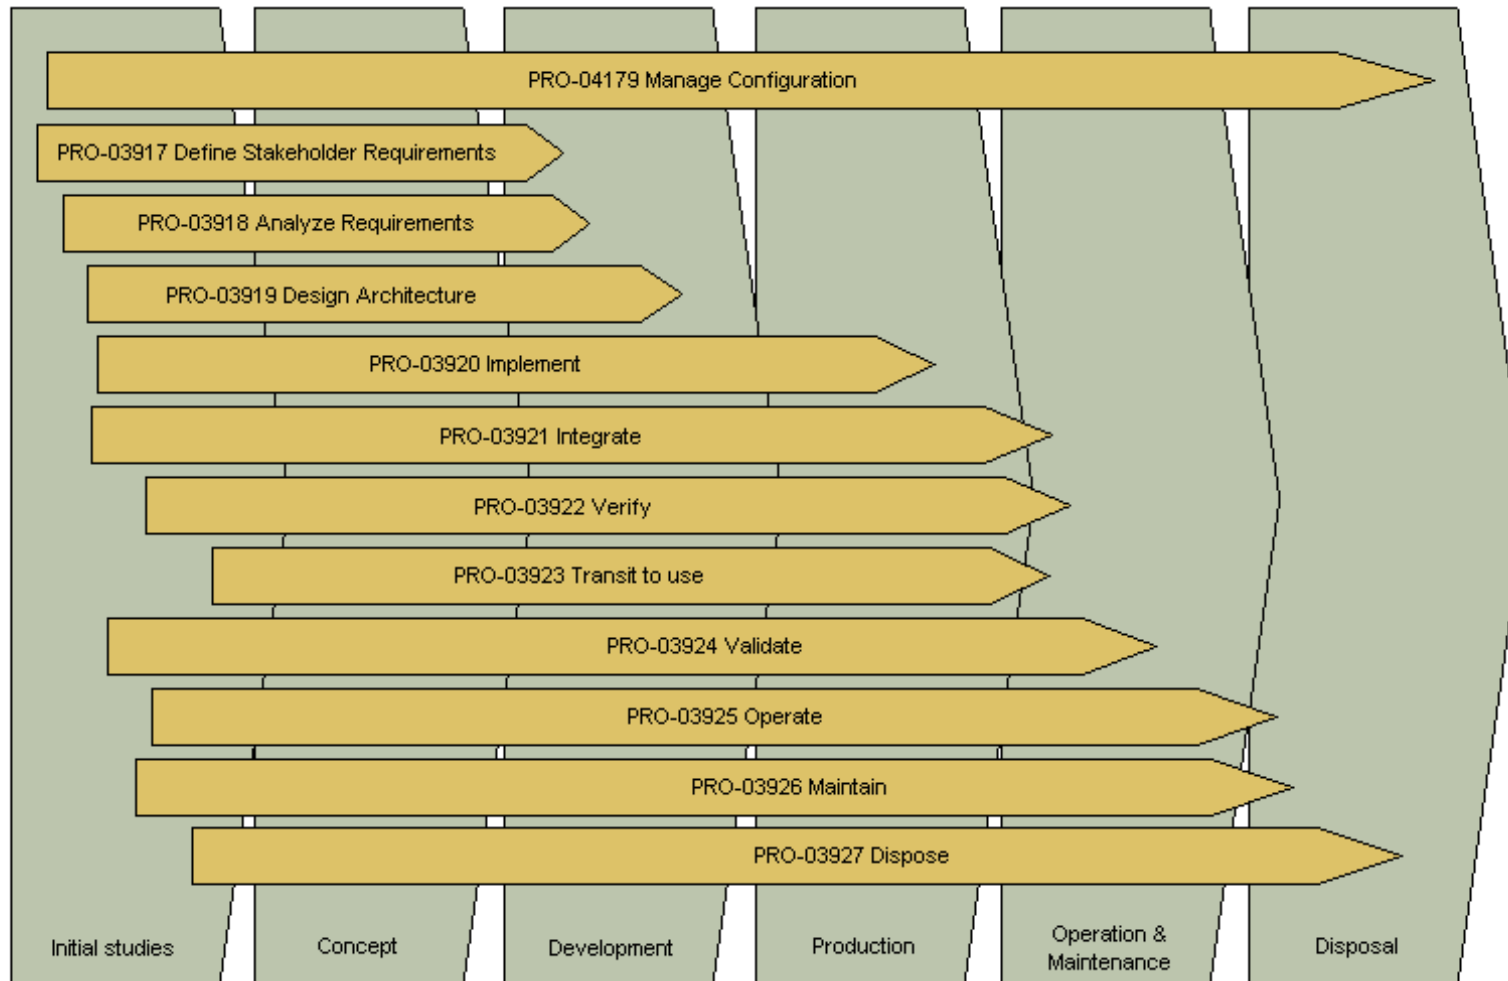 PRO-04179 Manage Configuration
PRO-03917 Define Stakeholder Requirements
PRO-03918 Analyze Requirements
PRO-03919 Design Architecture
PRO-03920 Implement
PRO-03921 Integrate
PRO-03922 Verify
PRO-03923 Transit to use
PRO-03924 Validate
PRO-03925 Operate
PRO-03926 Maintain
PRO-03927 Dispose
Initial studies
Concept
Development
Production
Operation &
Maintenance
Disposal